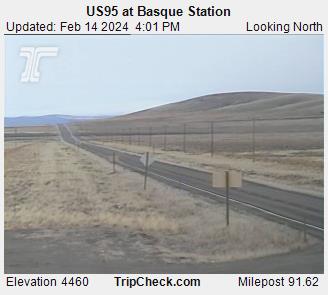 US95 at Basque Station
Updated: Feb 14 2024 4:01 PM Looking North
Elevation 4460 TripCheck.com Milepost 91.62